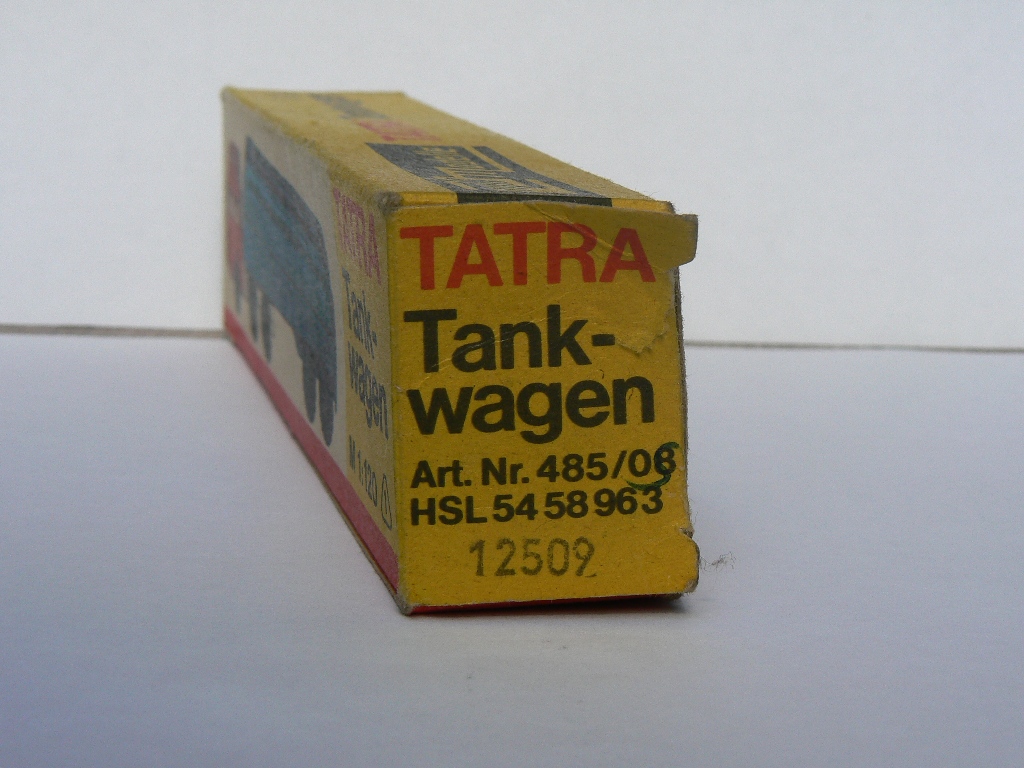 TATRA
Tank-
wagen
Art. Nr. 485/06
HSL 54 58 963
12509
TATRA
Tank-
wagen
M 1:120